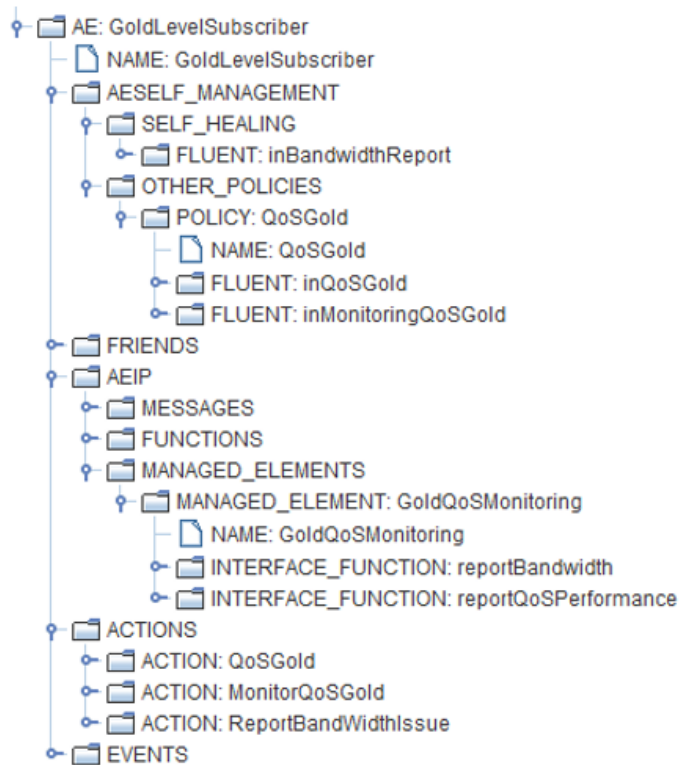 AE: GoldLevelSubscriber
NAME: GoldLevelSubscriber
AESELF_MANAGEMENT
SELF_HEALING
FLUENT: inBandwidthReport
OTHER_POLICIES
POLICY: QoSGold
NAME: QoSGold
FLUENT: inQoSGold
FLUENT: inMonitoringQoSGold
FRIENDS
AEIP
MESSAGES
FUNCTIONS
MANAGED_ELEMENTS
MANAGED_ELEMENT: GoldQoSMonitoring
NAME: GoldQoSMonitoring
INTERFACE_FUNCTION: reportBandwidth
INTERFACE_FUNCTION: reportQoSPerformance
ACTIONS
ACTION: QoSGold
ACTION: MonitorQoSGold
ACTION: ReportBandWidthIssue
EVENTS